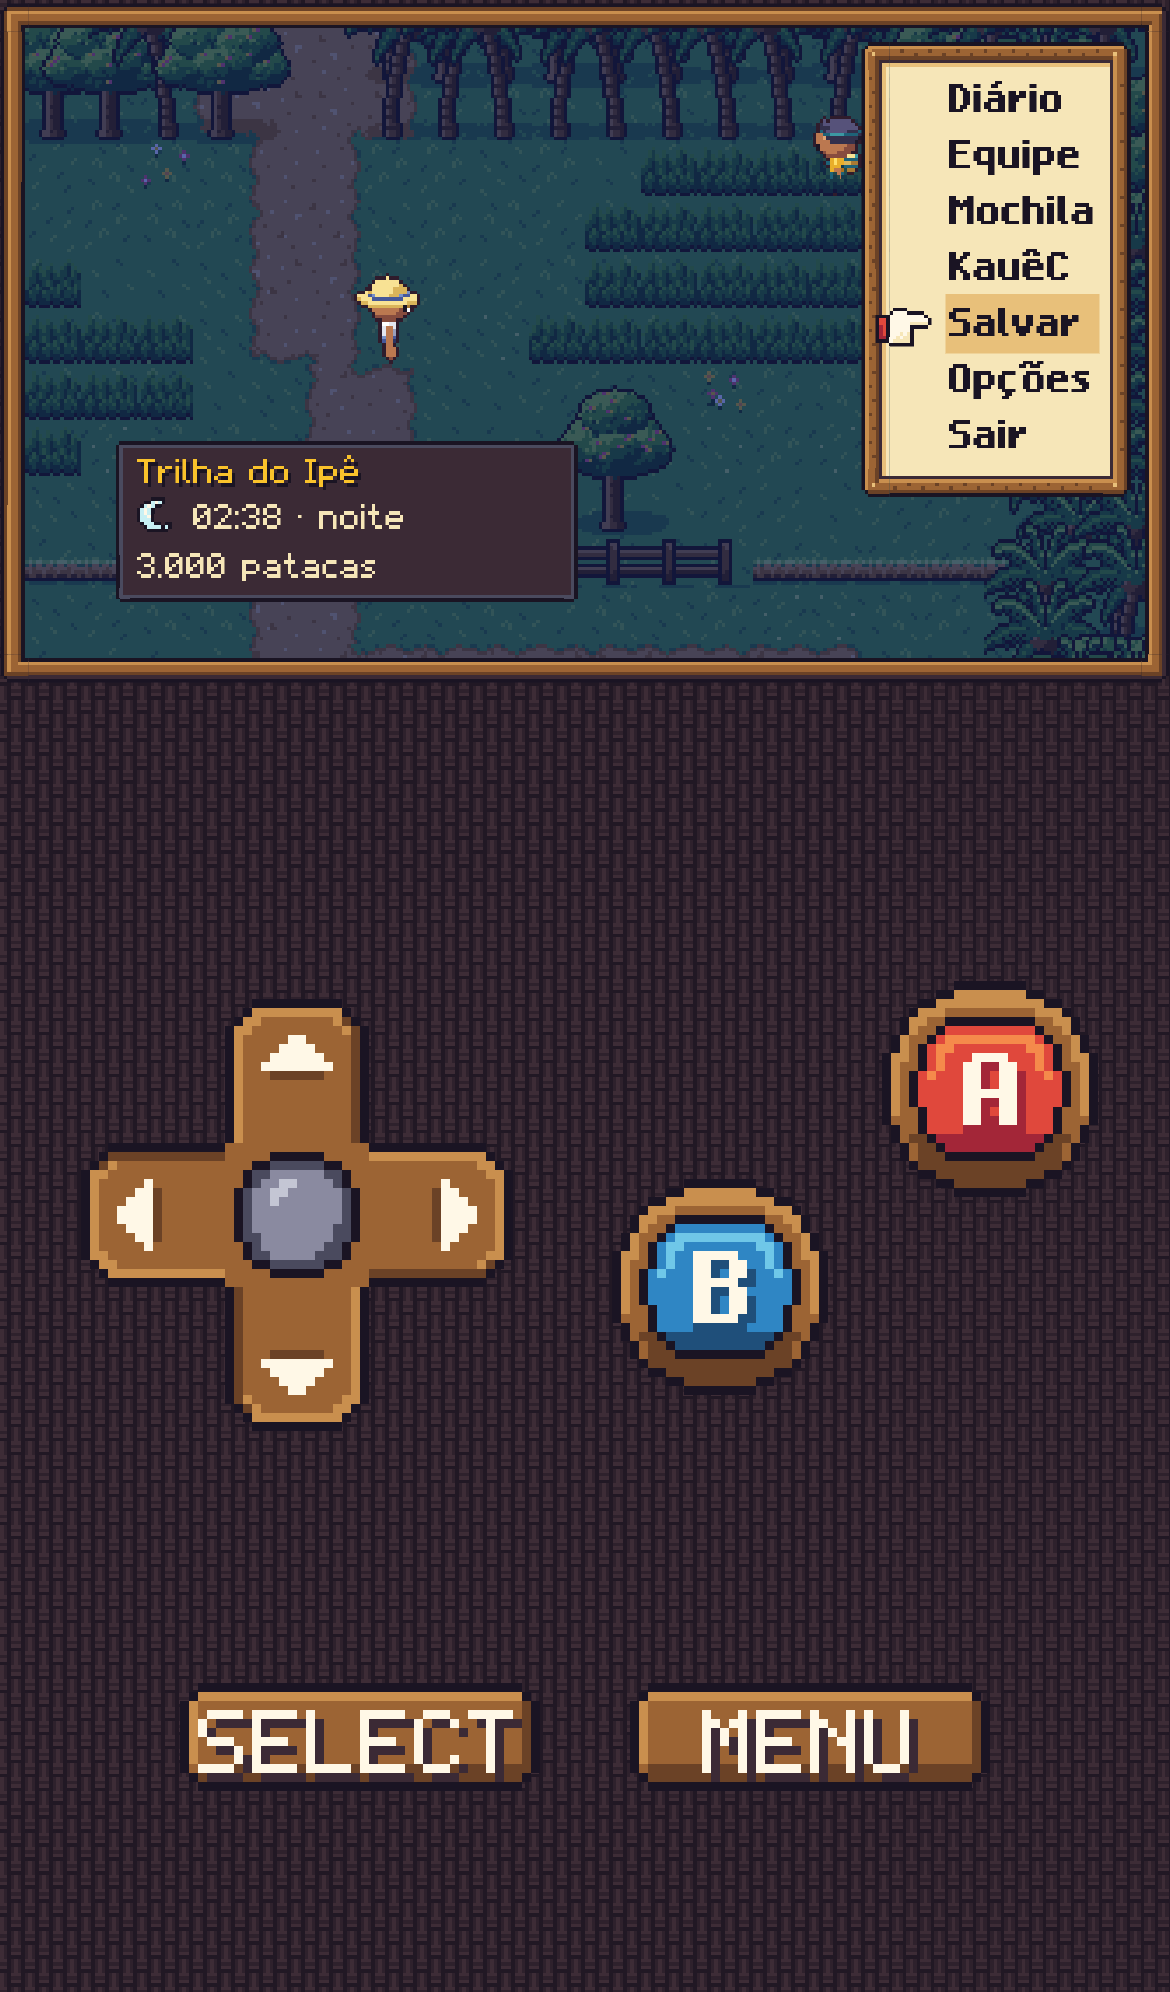 Diário
Equipe
Mochila
KauêC
Salvar
Opções
Sair
Trilha do Ipê
02:38 · noite
3.000 patacas
A
B
SELECT
MENU